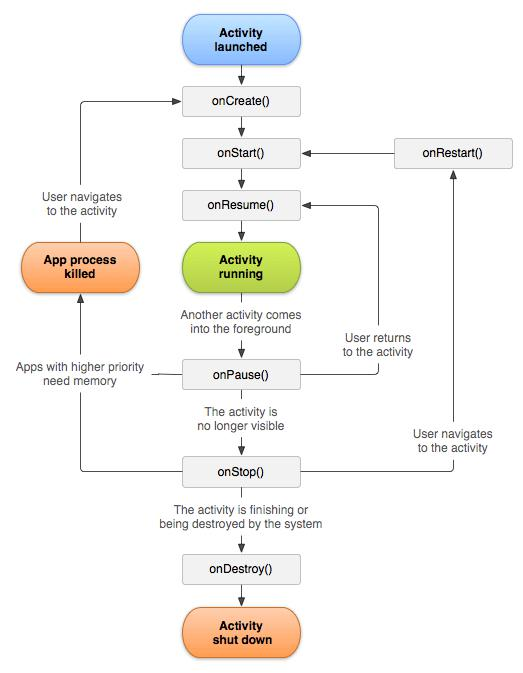 Activity
launched
onCreate()
onStart()
onRestart()
User navigates
to the activity
onResume()
App process
killed
Activity
running
Another activity comes
into the foreground
User returns
to the activity
Apps with higher priority
need memory
onPause()
The activity is
no longer visible
User navigates
to the activity
onStop()
The activity is finishing or
being destroyed by the system
onDestroy()
Activity
shut down